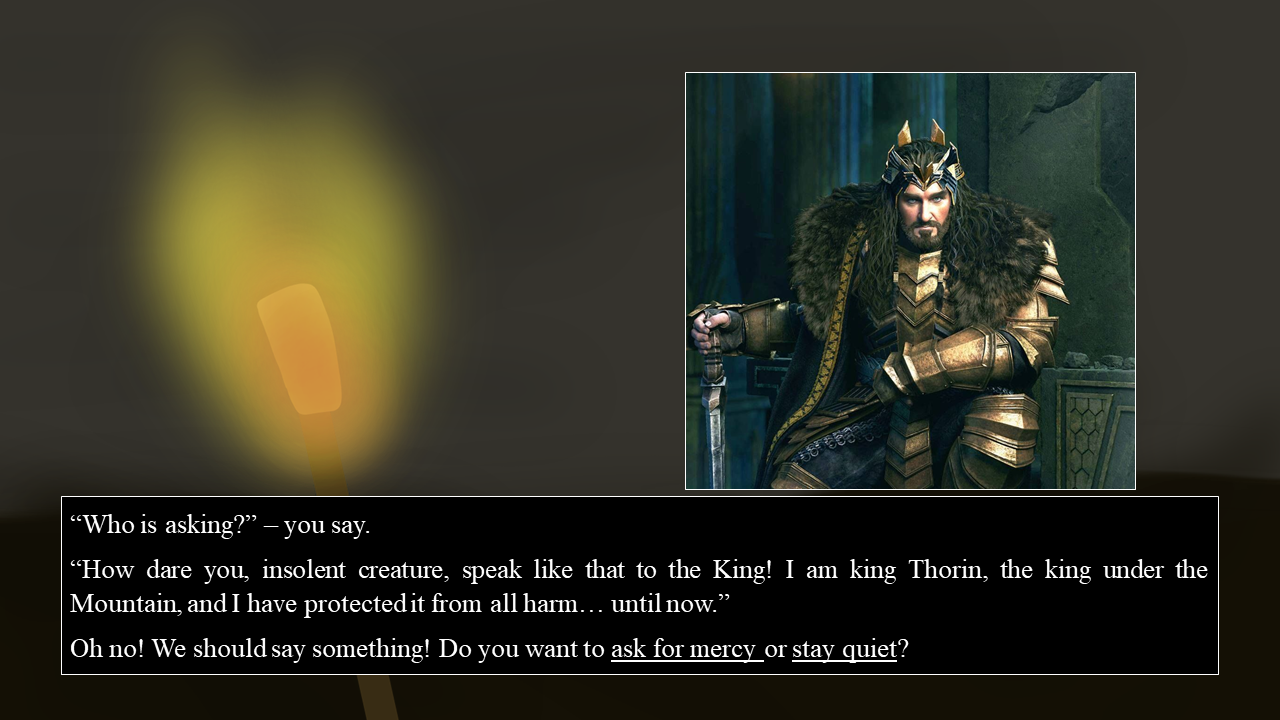 “Who is asking?” – you say.
“How dare you, insolent creature, speak like that to the King! I am king Thorin, the king under the
Mountain, and I have protected it from all harm… until now.”
Oh no! We should say something! Do you want to ask for mercy or stay quiet?